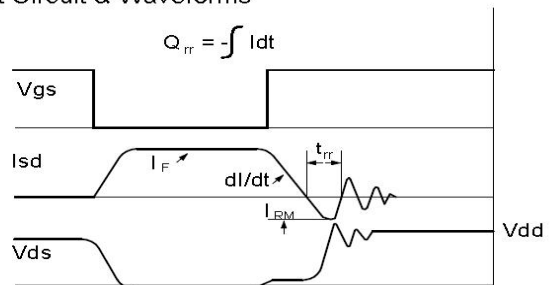 t Circuit & Waveforms
Q rr = -∫ Idt
Vgs
Isd
I F
dI/dt
t rr
I RM
Vds
Vdd